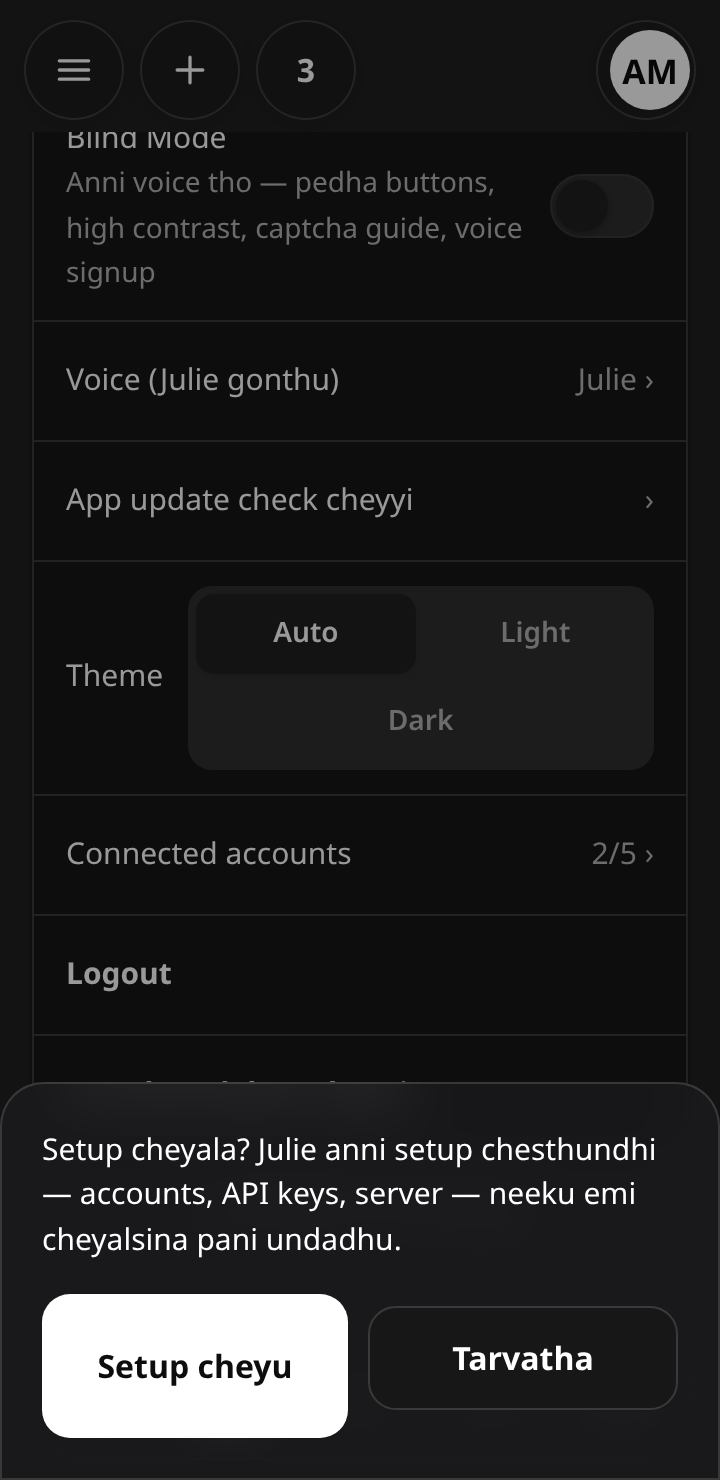 3
AM
Blind Mode
Anni voice tho — pedha buttons,
high contrast, captcha guide, voice
signup
Voice (Julie gonthu)
Julie ›
App update check cheyyi
›
Auto
Light
Theme
Dark
Connected accounts
2/5 ›
Logout
Setup cheyala? Julie anni setup chesthundhi
— accounts, API keys, server — neeku emi
cheyalsina pani undadhu.
Setup cheyu
Tarvatha